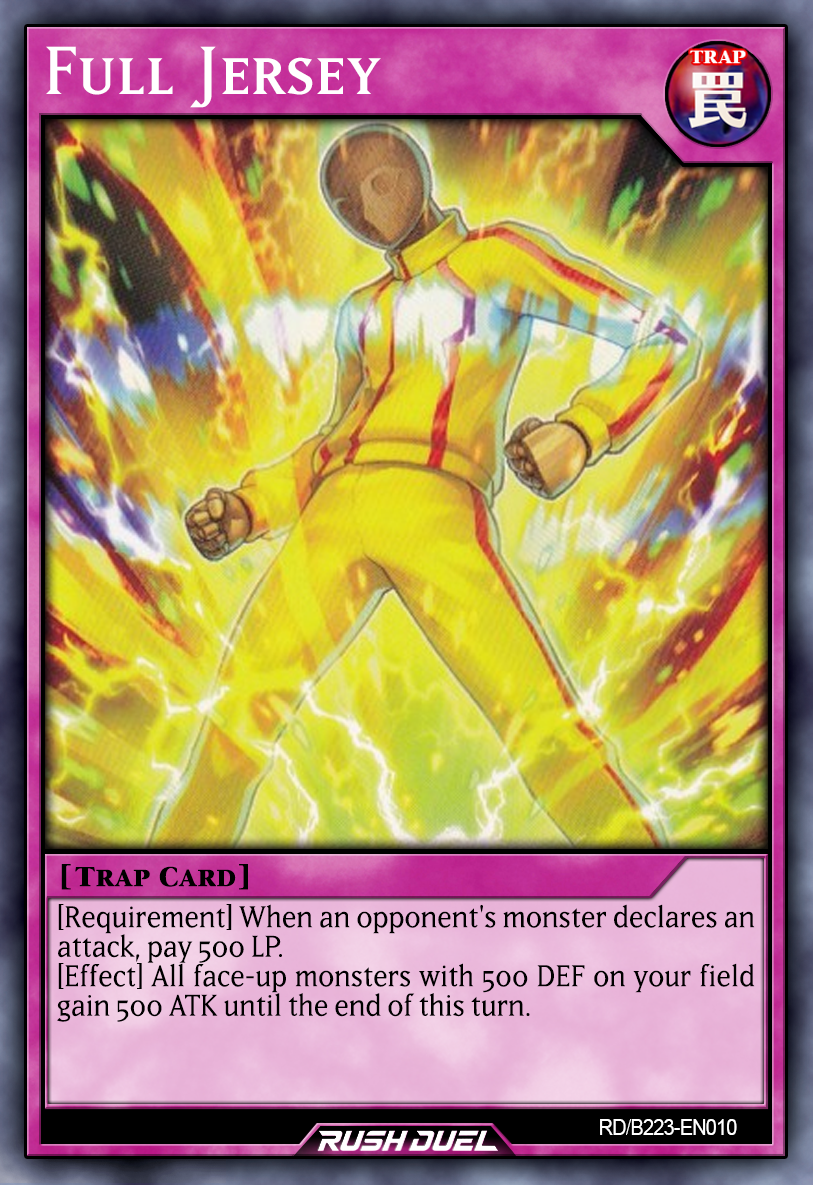 Full Jersey
TRAP
罠
[Trap Card]
[Requirement] When an opponent's monster declares an
attack, pay 500 LP.
[Effect] All face-up monsters with 500 DEF on your field
gain 500 ATK until the end of this turn.
RD/B223-EN010
RUSH DUEL